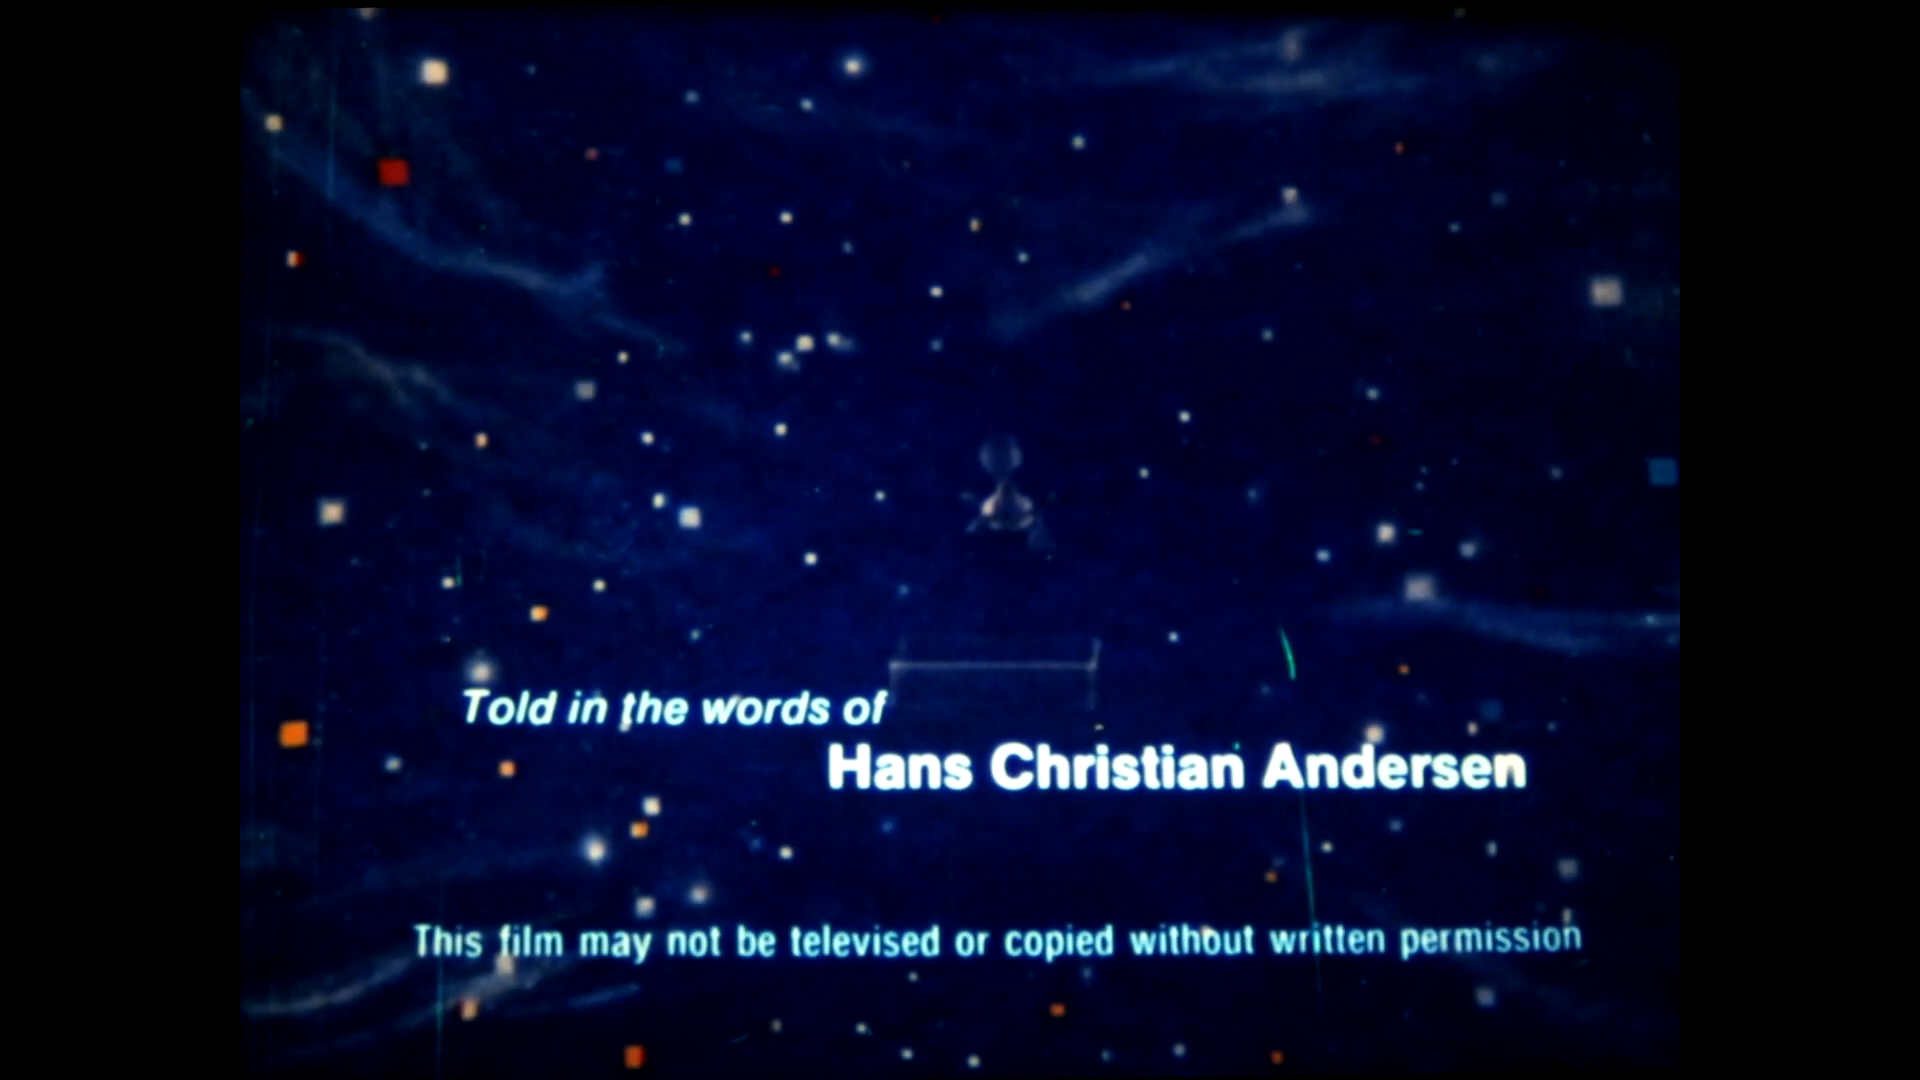 Told in the words of
Hans Christian Andersen
This film may not be televised or copied without written permission